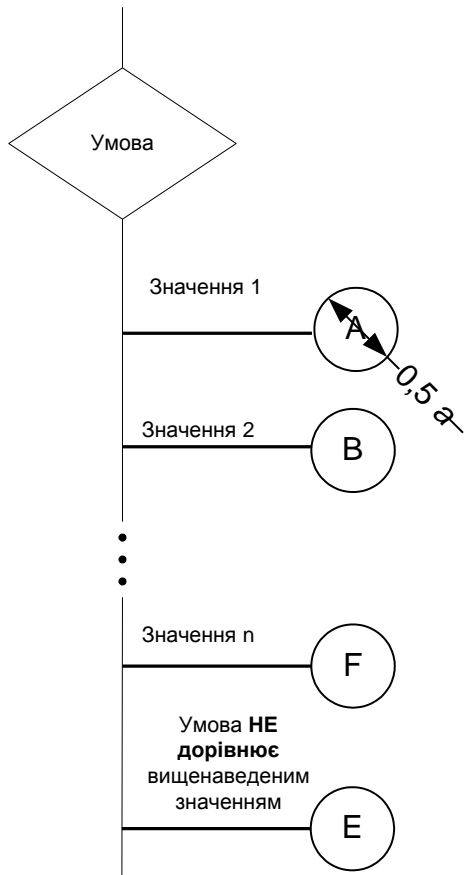 Умова
Значення 1
A
0,5 a
Значення 2
B
Значення n
F
Умова НЕ
дорівнює
вищенаведеним
значенням
E